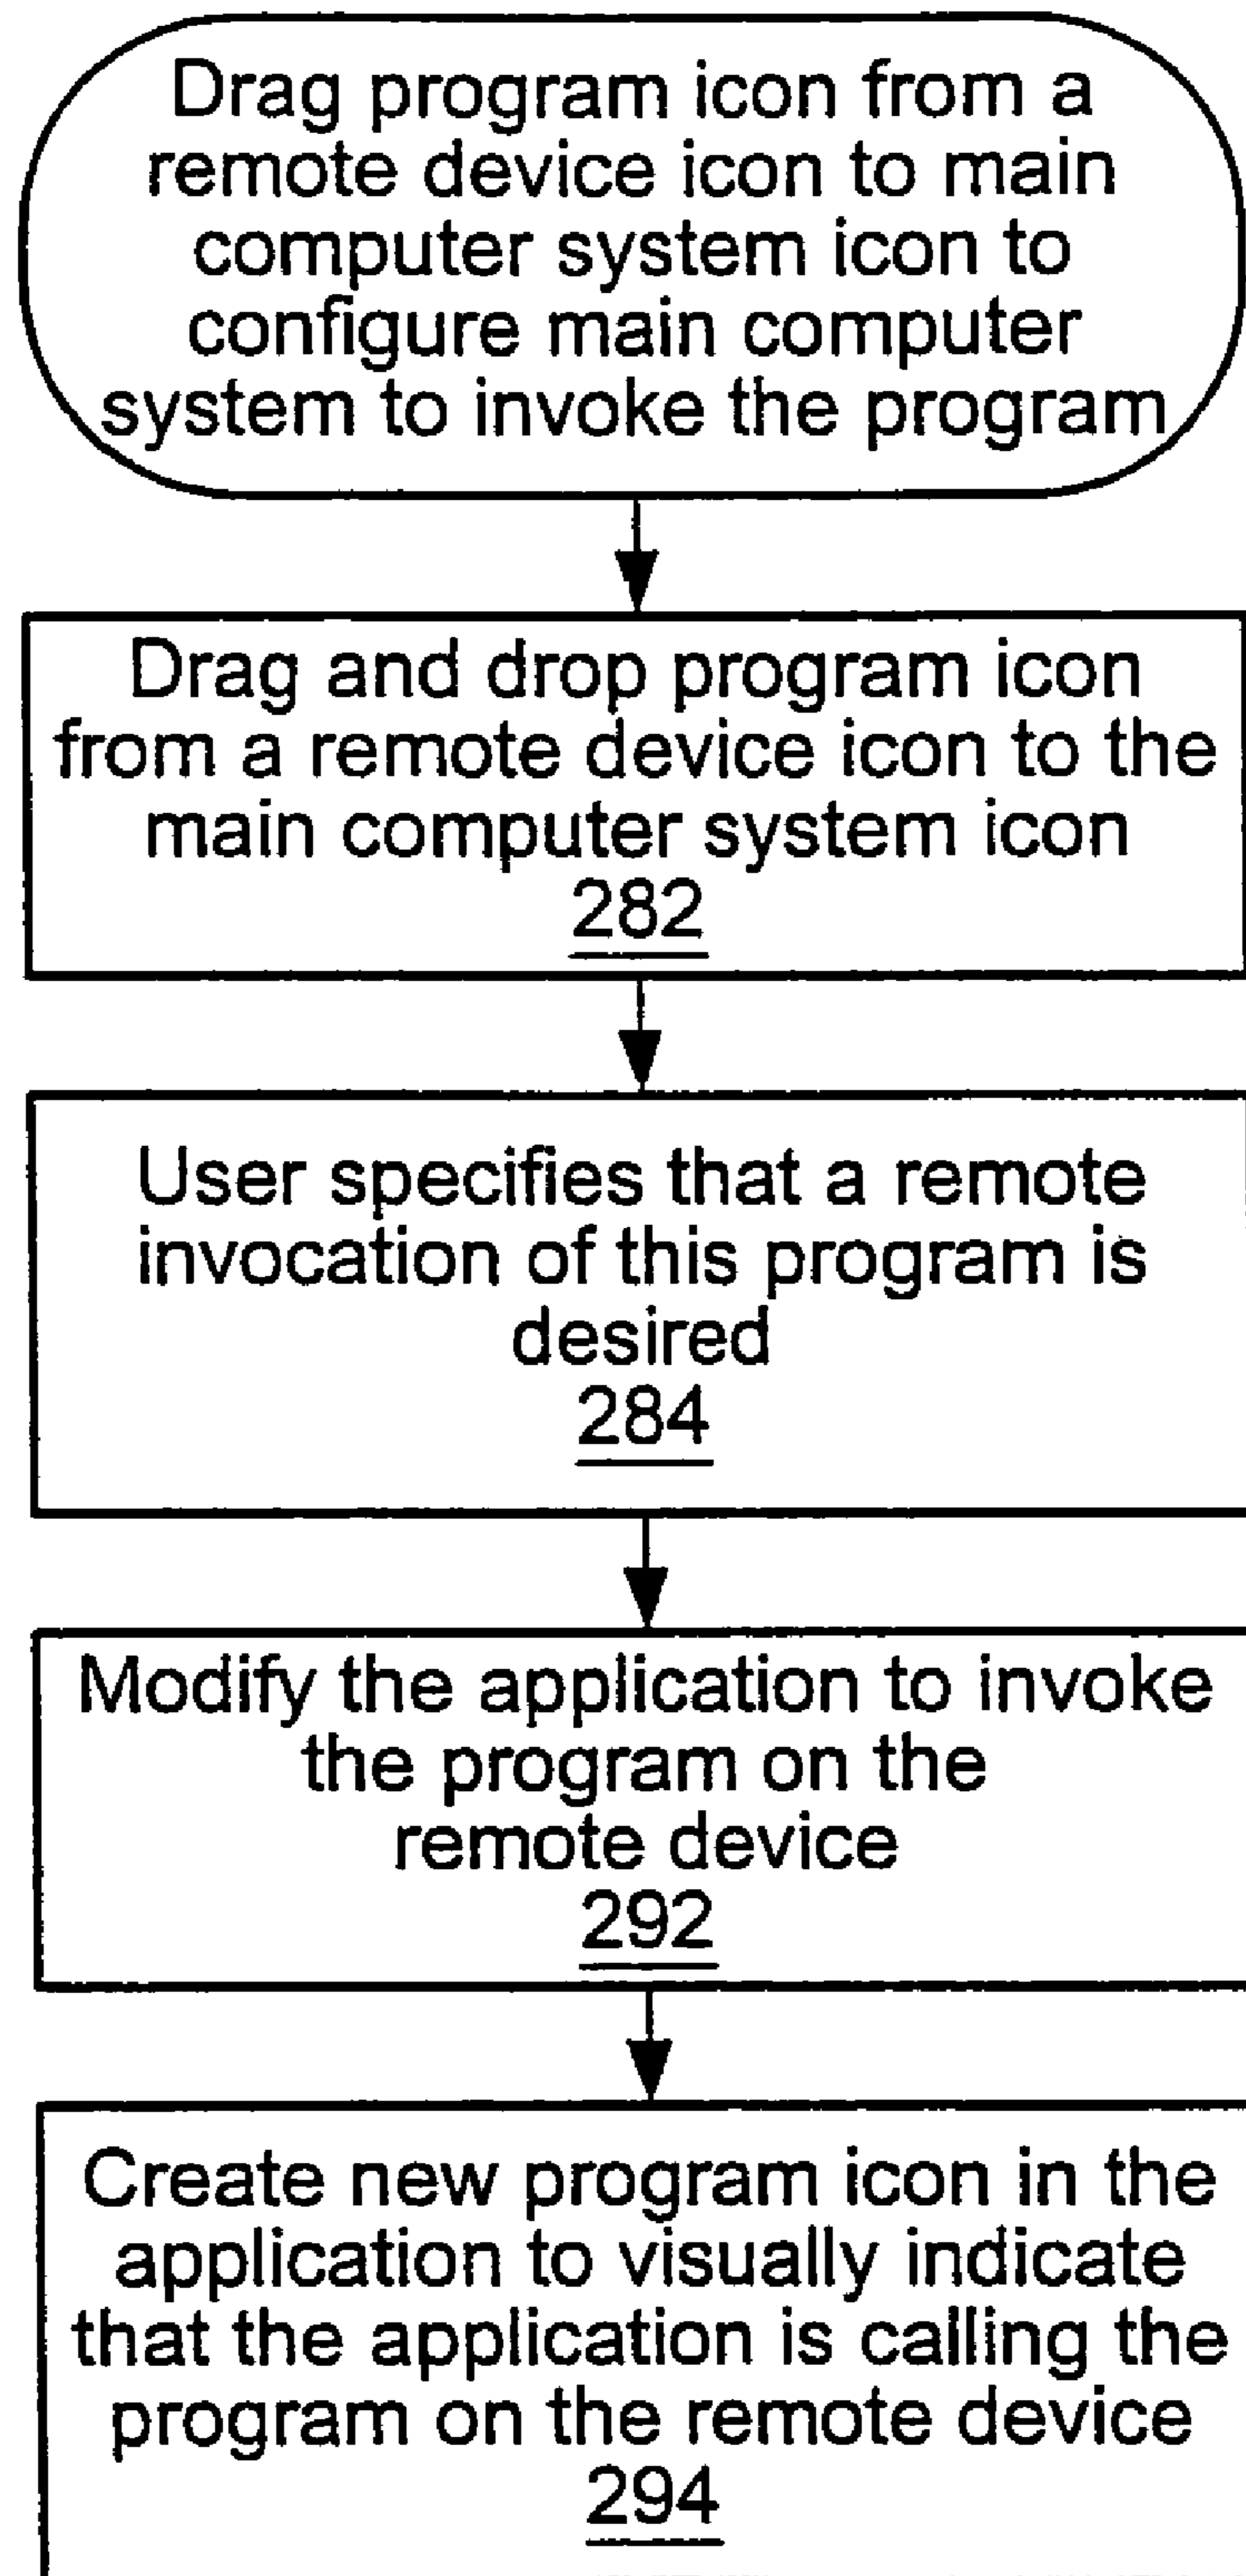 Drag program icon from a
remote device icon to main
computer system icon to
configure main computer
system to invoke the program
Drag and drop program icon
from a remote device icon to the
main computer system icon
282
User specifies that a remote
invocation of this program is
desired
284
Modify the application to invoke
the program on the
remote device
292
Create new program icon in the
application to visually indicate
that the application is calling the
program on the remote device
294